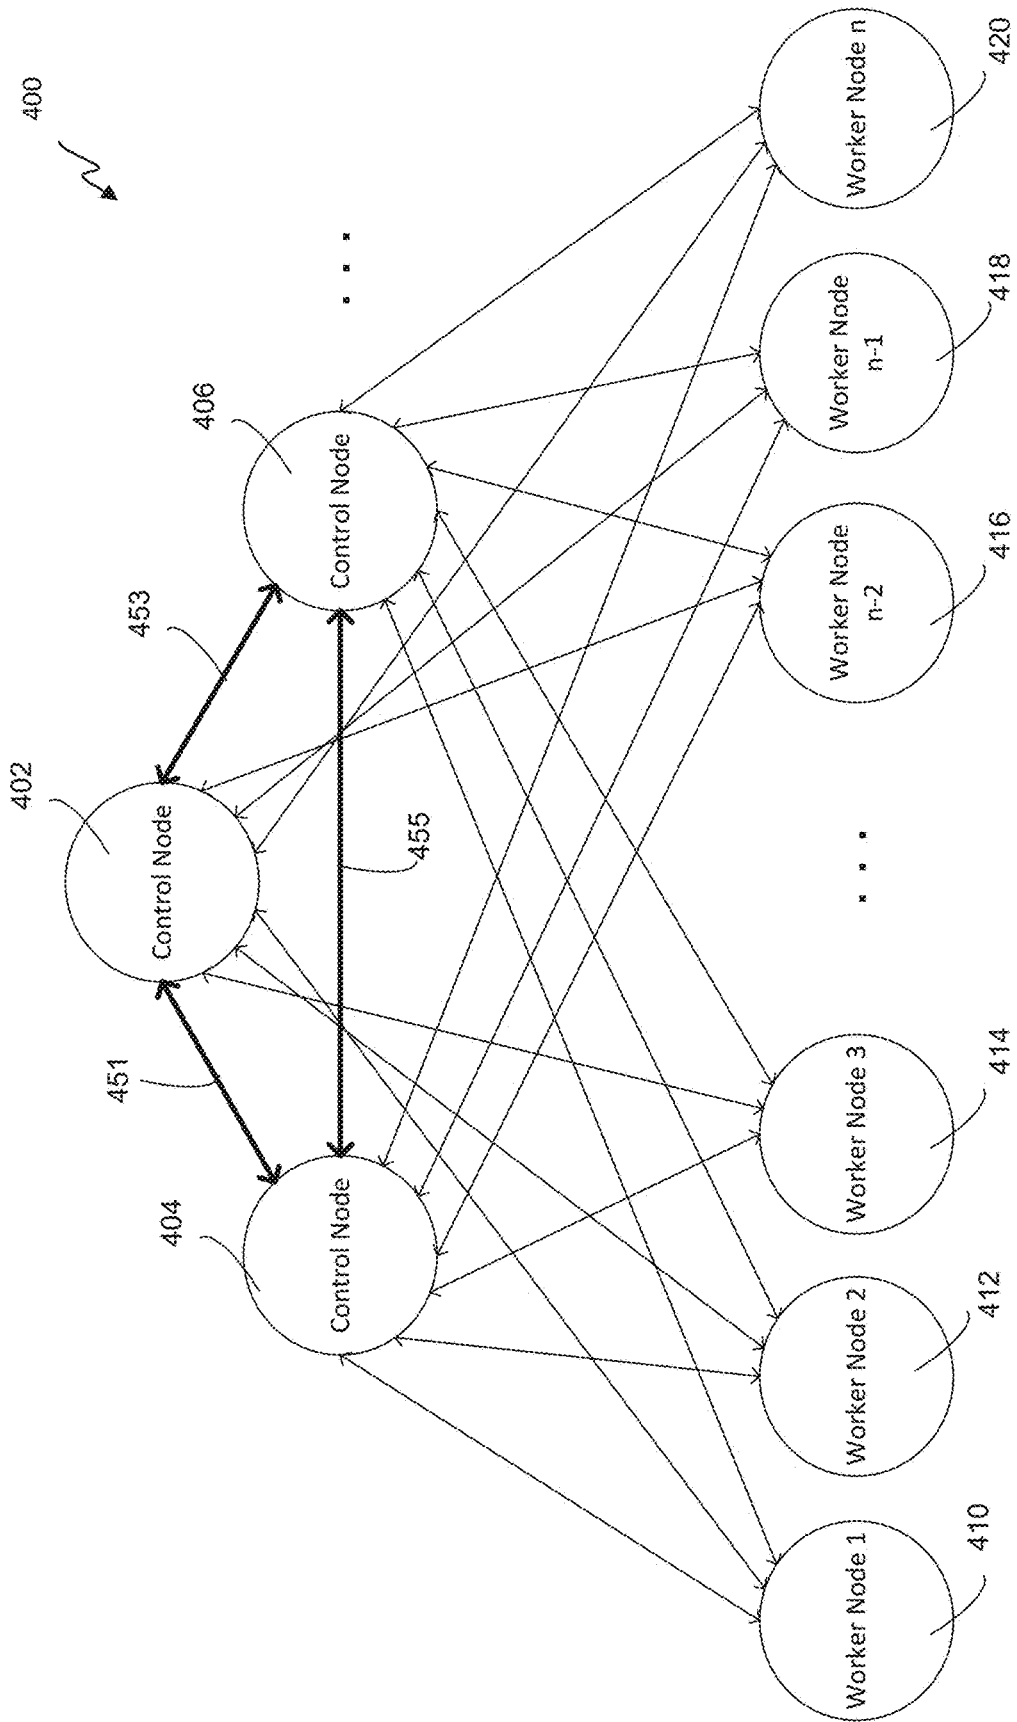 400
402
Control Node
451
453
404
Control Node
455
406
Control Node
. . .
Worker Node 1
Worker Node 2
Worker Node 3
. . .
Worker Node
n-2
Worker Node
n-1
Worker Node n
410
412
414
416
418
420